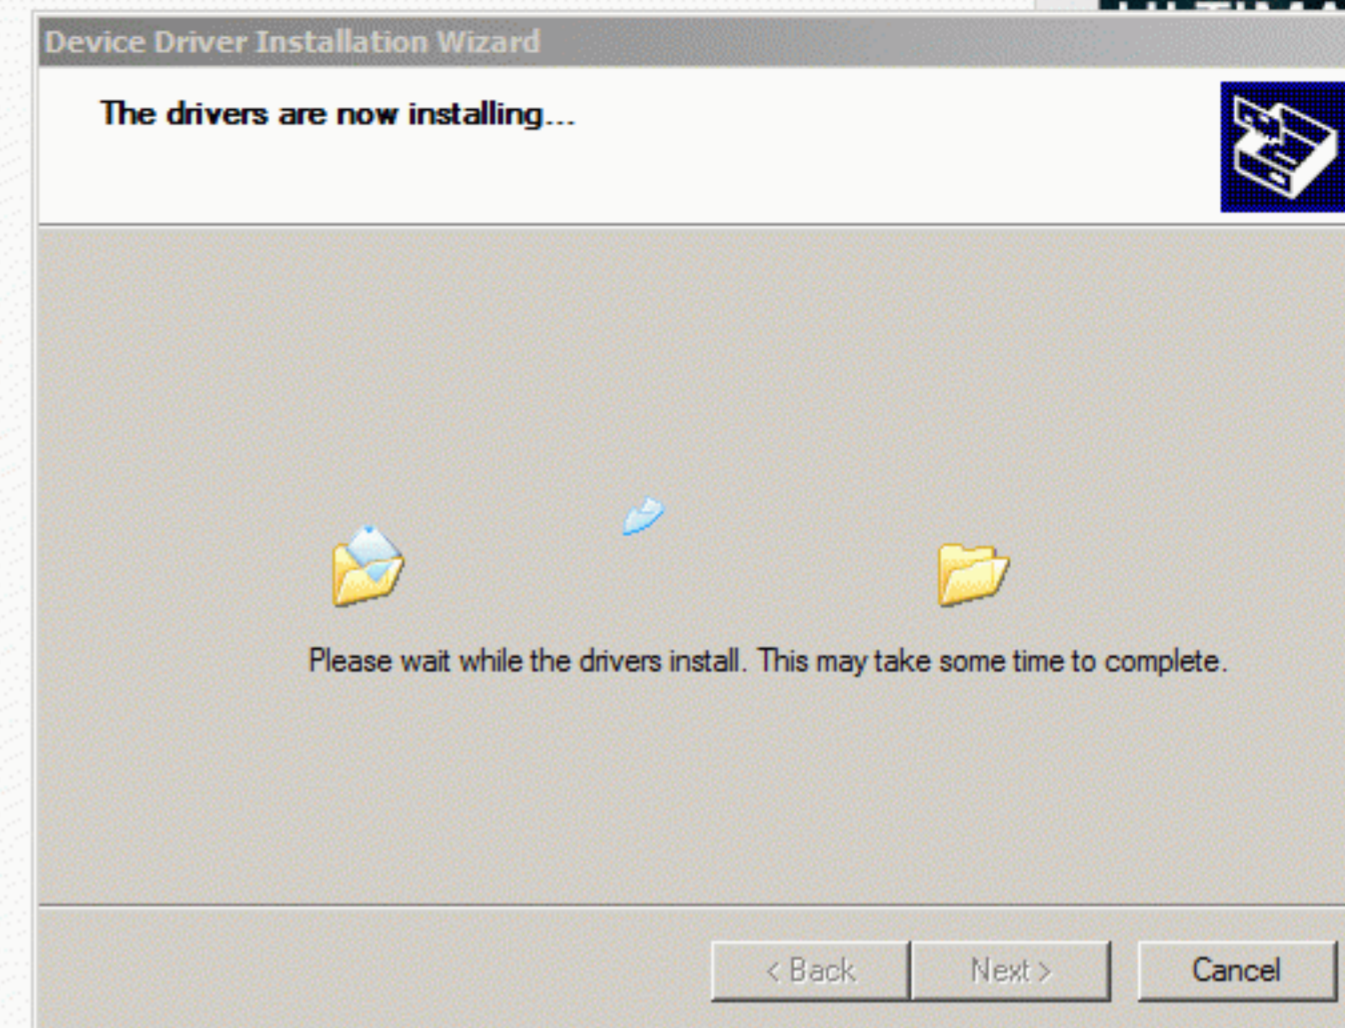 Device Driver Installation Wizard
The drivers are now installing...
Please wait while the drivers install. This may take some time to complete.
< Back
Next >
Cancel